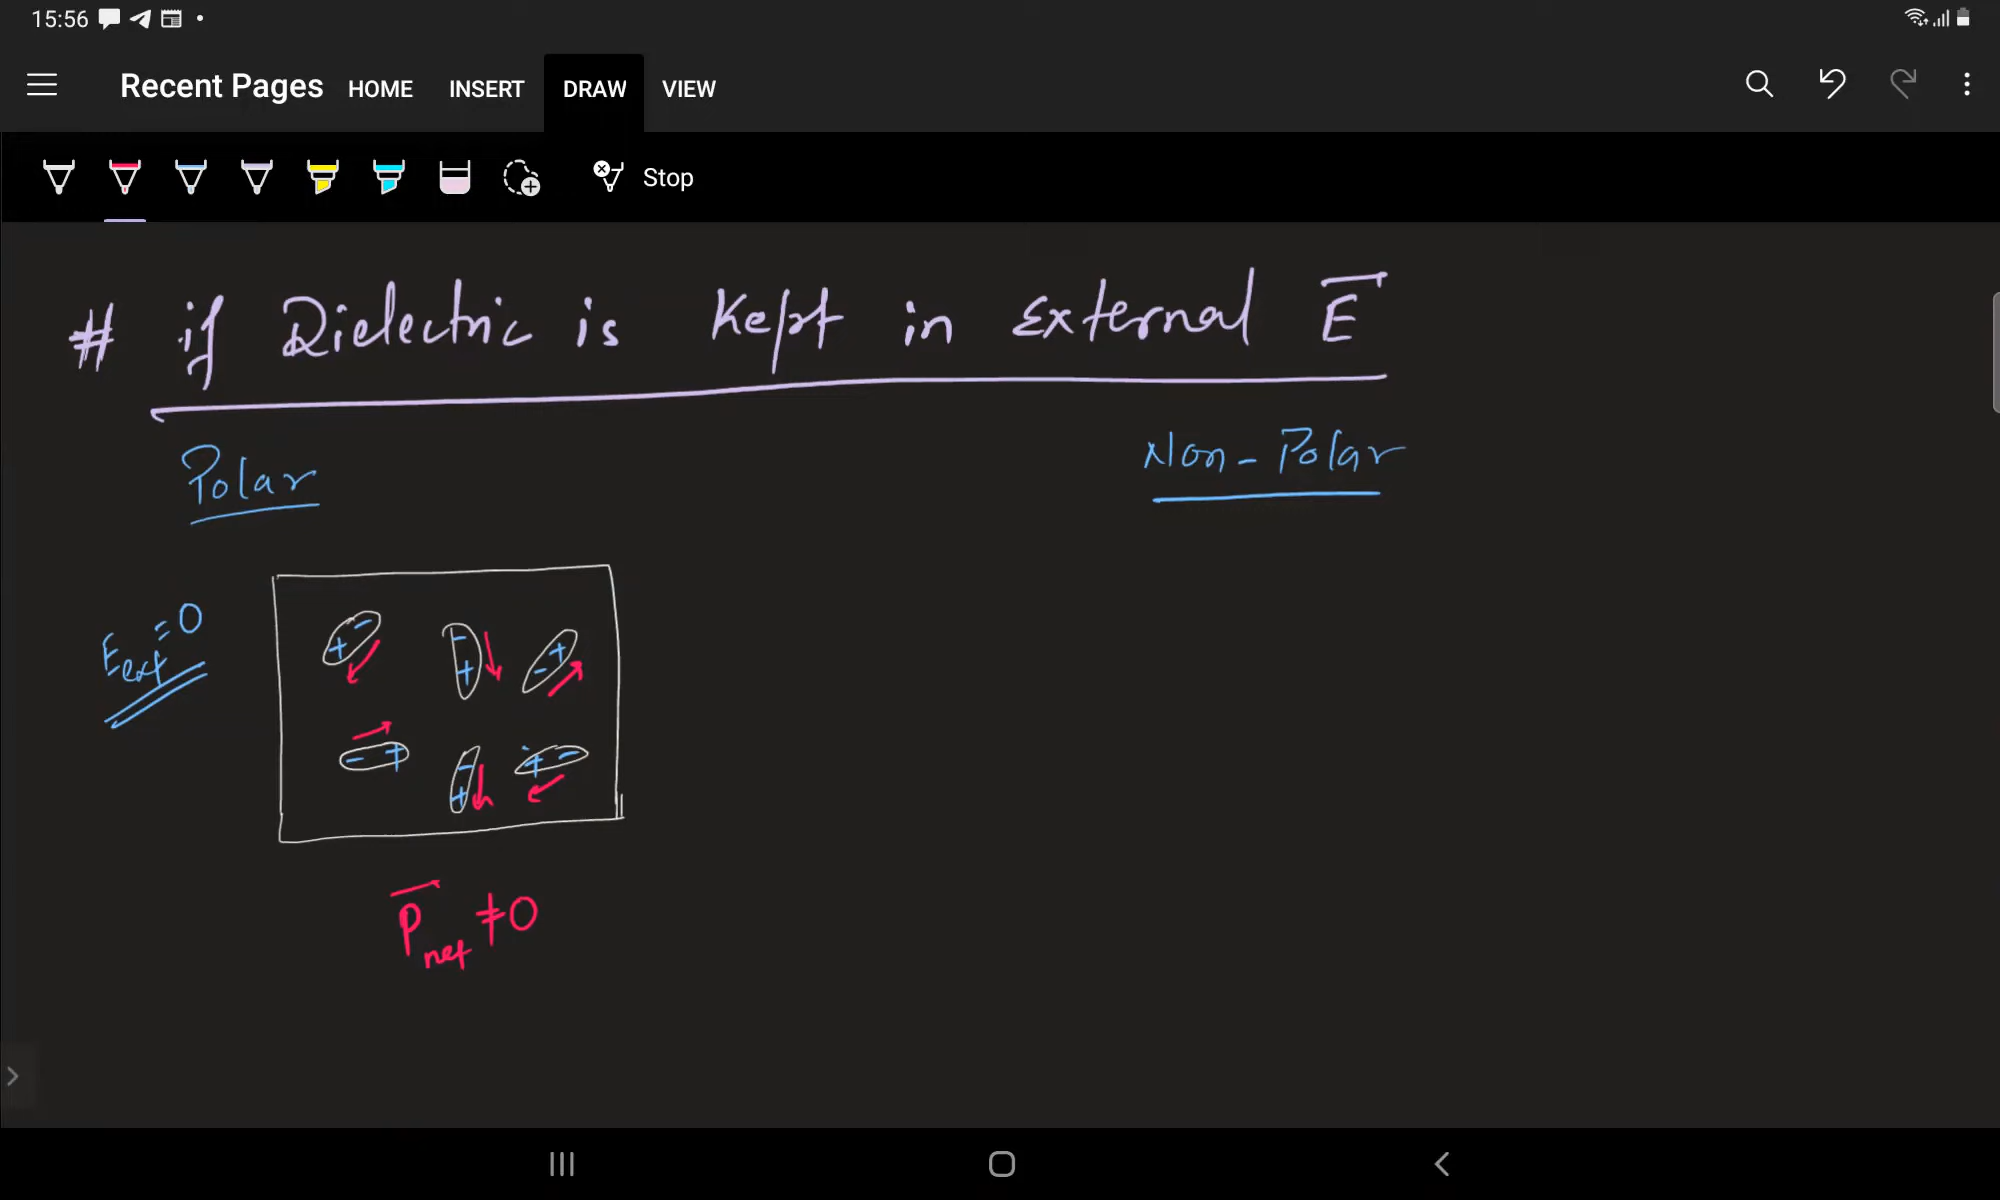 15:56
Recent Pages HOME INSERT DRAW VIEW
Stop
# if Dielectric is Kept in External E
Polar
Non-Polar
Eext=0
+ - - + - +
- + - + + -
P net ≠0